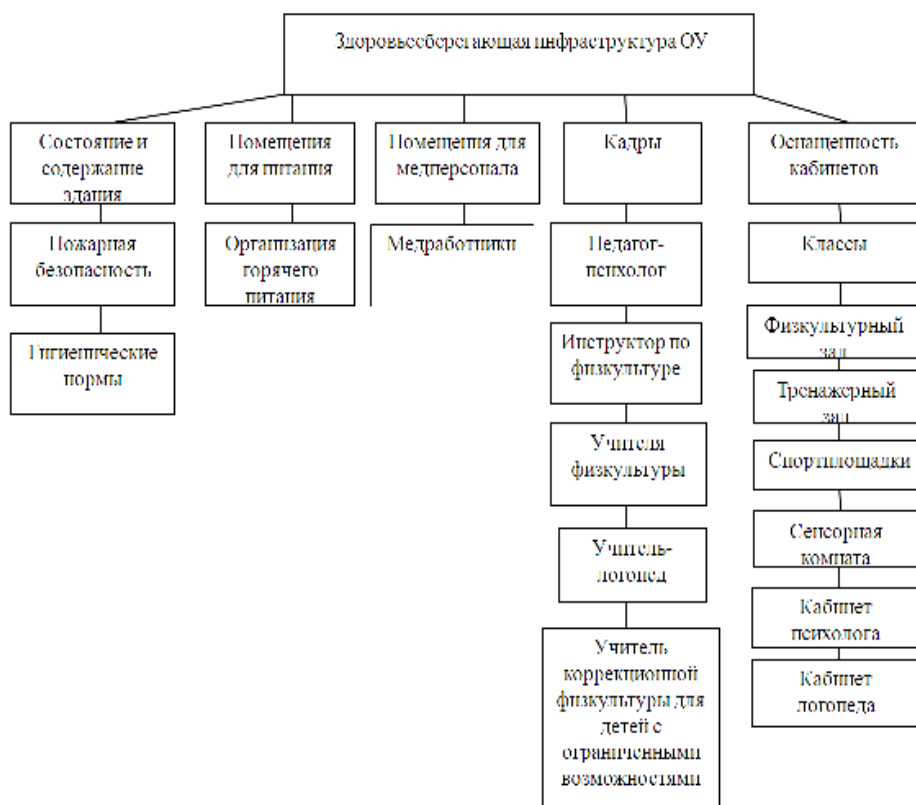 Здоровьесберегающая инфраструктура ОУ
Состояние и
содержание
здания
Помещения
для питания
Помещения для
медперсонала
Кадры
Оснащенность
кабинетов
Пожарная
безопасность
Организация
горячего
питания
Медработники
Педагог-
психолог
Классы
Гигиенические
нормы
Инструктор по
физкультуре
Физкультурный
зал
Тренажерный
зал
Учителя
физкультуры
Спортплощадки
Сенсорная
комната
Учитель-
логопед
Кабинет
психолога
Учитель
коррекционной
физкультуры для
детей с
ограниченными
возможностями
Кабинет
логопеда